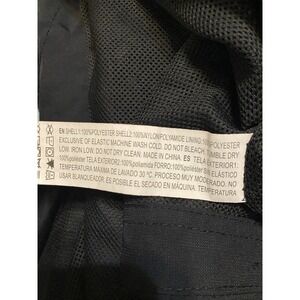 EN SHELL1:100%POLYESTER SHELL2:100%NYLON/POLYAMIDE LINING:100%POLYESTER
EXCLUSIVE OF ELASTIC MACHINE WASH COLD. DO NOT BLEACH. TUMBLE DRY
LOW. IRON LOW. DO NOT DRY CLEAN. MADE IN CHINA. ES TELA EXTERIOR1:
100%poliéster TELA EXTERIOR2:100%poliamida FORRO:100%poliéster SIN ELÁSTICO
TEMPERATURA MÁXIMA DE LAVADO 30 ºC. PROCESO MUY MODERADO. NO
USAR BLANQUEADOR. ES POSIBLE EL SECADO EN MÁQUINA. TEMPERATURA